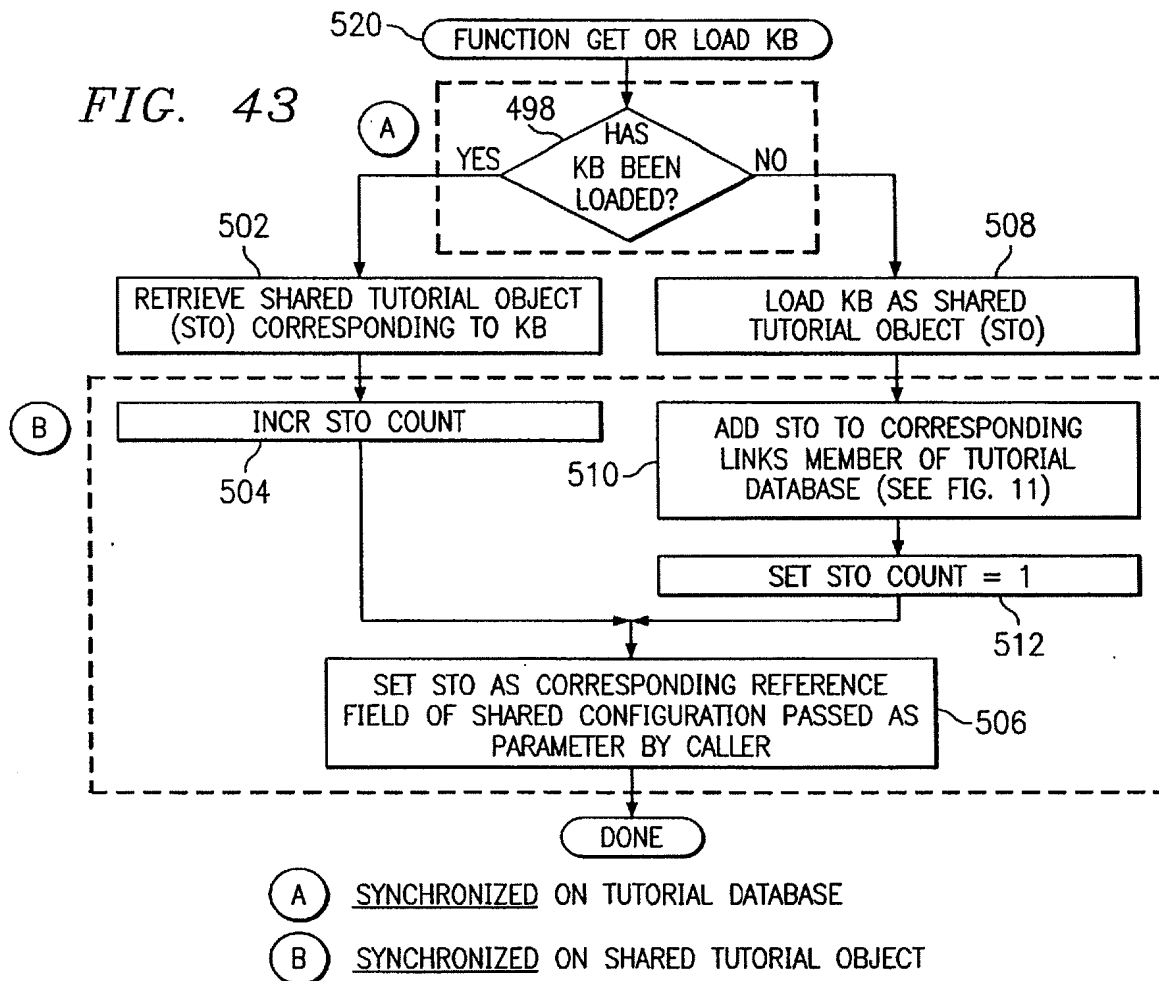 520
FUNCTION GET OR LOAD KB
FIG. 43
A
498
HAS
KB BEEN
LOADED?
YES
NO
502
RETRIEVE SHARED TUTORIAL OBJECT
(STO) CORRESPONDING TO KB
508
LOAD KB AS SHARED
TUTORIAL OBJECT (STO)
B
INCR STO COUNT
504
510
ADD STO TO CORRESPONDING
LINKS MEMBER OF TUTORIAL
DATABASE (SEE FIG. 11)
SET STO COUNT = 1
512
SET STO AS CORRESPONDING REFERENCE
FIELD OF SHARED CONFIGURATION PASSED AS
PARAMETER BY CALLER
506
DONE
A SYNCHRONIZED ON TUTORIAL DATABASE
B SYNCHRONIZED ON SHARED TUTORIAL OBJECT